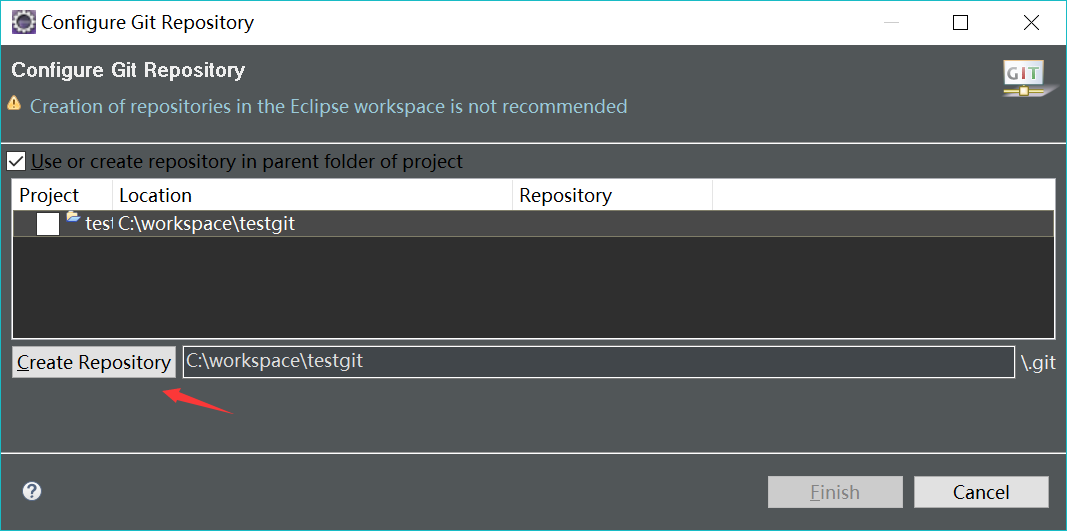 Configure Git Repository
Configure Git Repository
GIT
Creation of repositories in the Eclipse workspace is not recommended
Use or create repository in parent folder of project
Project Location Repository
test C:\workspace\testgit
Create Repository C:\workspace\testgit \.git
Finish Cancel